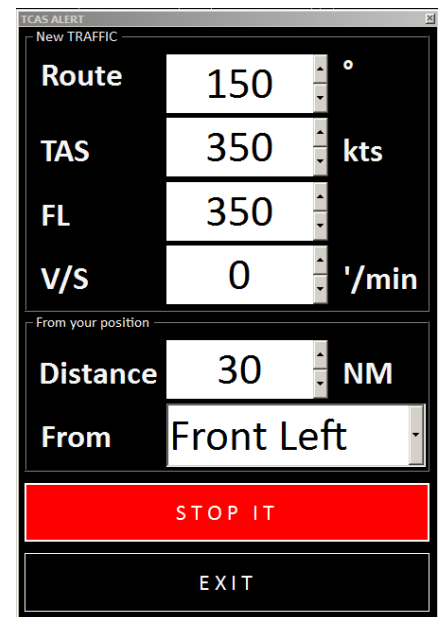 TCAS ALERT
New TRAFFIC
Route 150 °
TAS 350 kts
FL 350
V/S 0 '/min
From your position
Distance 30 NM
From Front Left
STOP IT
EXIT